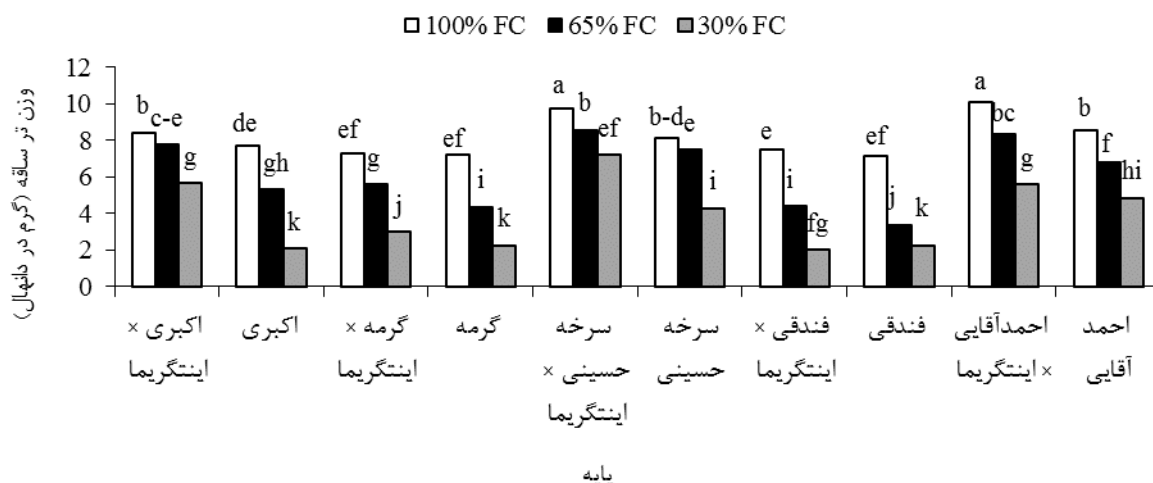 100% FC 65% FC 30% FC
وزن تر ساقه (گرم در دانهال)
12
10
8
6
4
2
0
b c-e g
de gh k
ef g j
ef i k
a b ef
b-d e i
e i fg
ef j k
a bc g
b f hi
اکبری ×
اینتگریما
اکبری
گرمه ×
اینتگریما
گرمه
سرخه
حسینی ×
اینتگریما
سرخه
حسینی
فندقی ×
اینتگریما
فندقی
احمدآقایی
× اینتگریما
احمد
آقایی
پایه